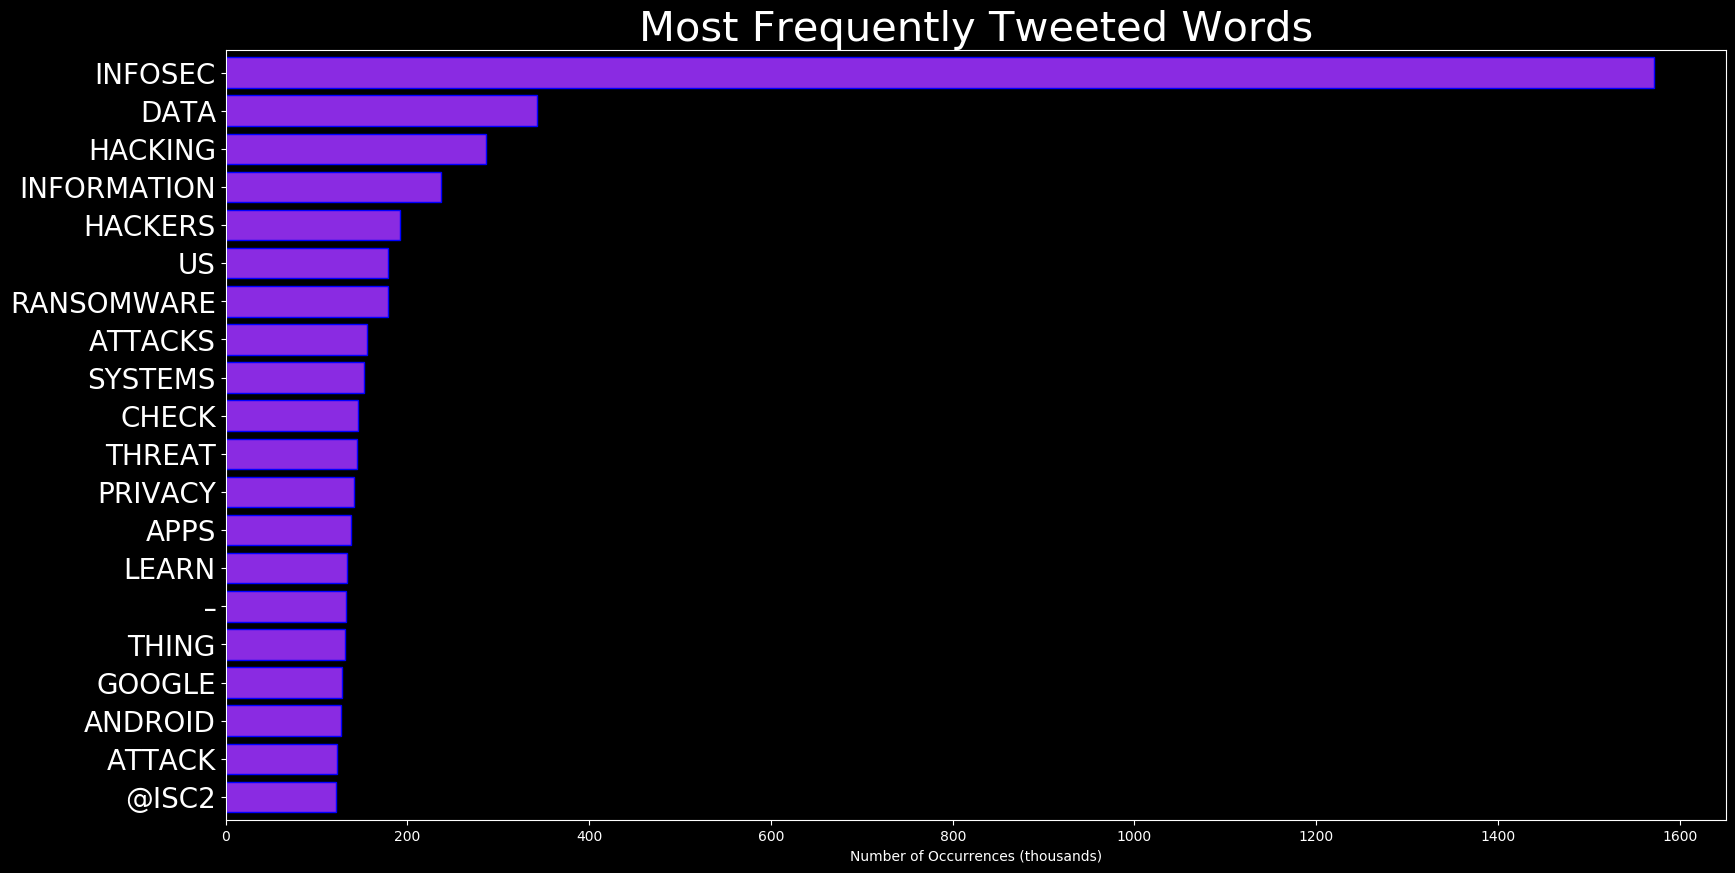 Most Frequently Tweeted Words
INFOSEC
DATA
HACKING
INFORMATION
HACKERS
US
RANSOMWARE
ATTACKS
SYSTEMS
CHECK
THREAT
PRIVACY
APPS
LEARN
–
THING
GOOGLE
ANDROID
ATTACK
@ISC2
0 200 400 600 800 1000 1200 1400 1600
Number of Occurrences (thousands)